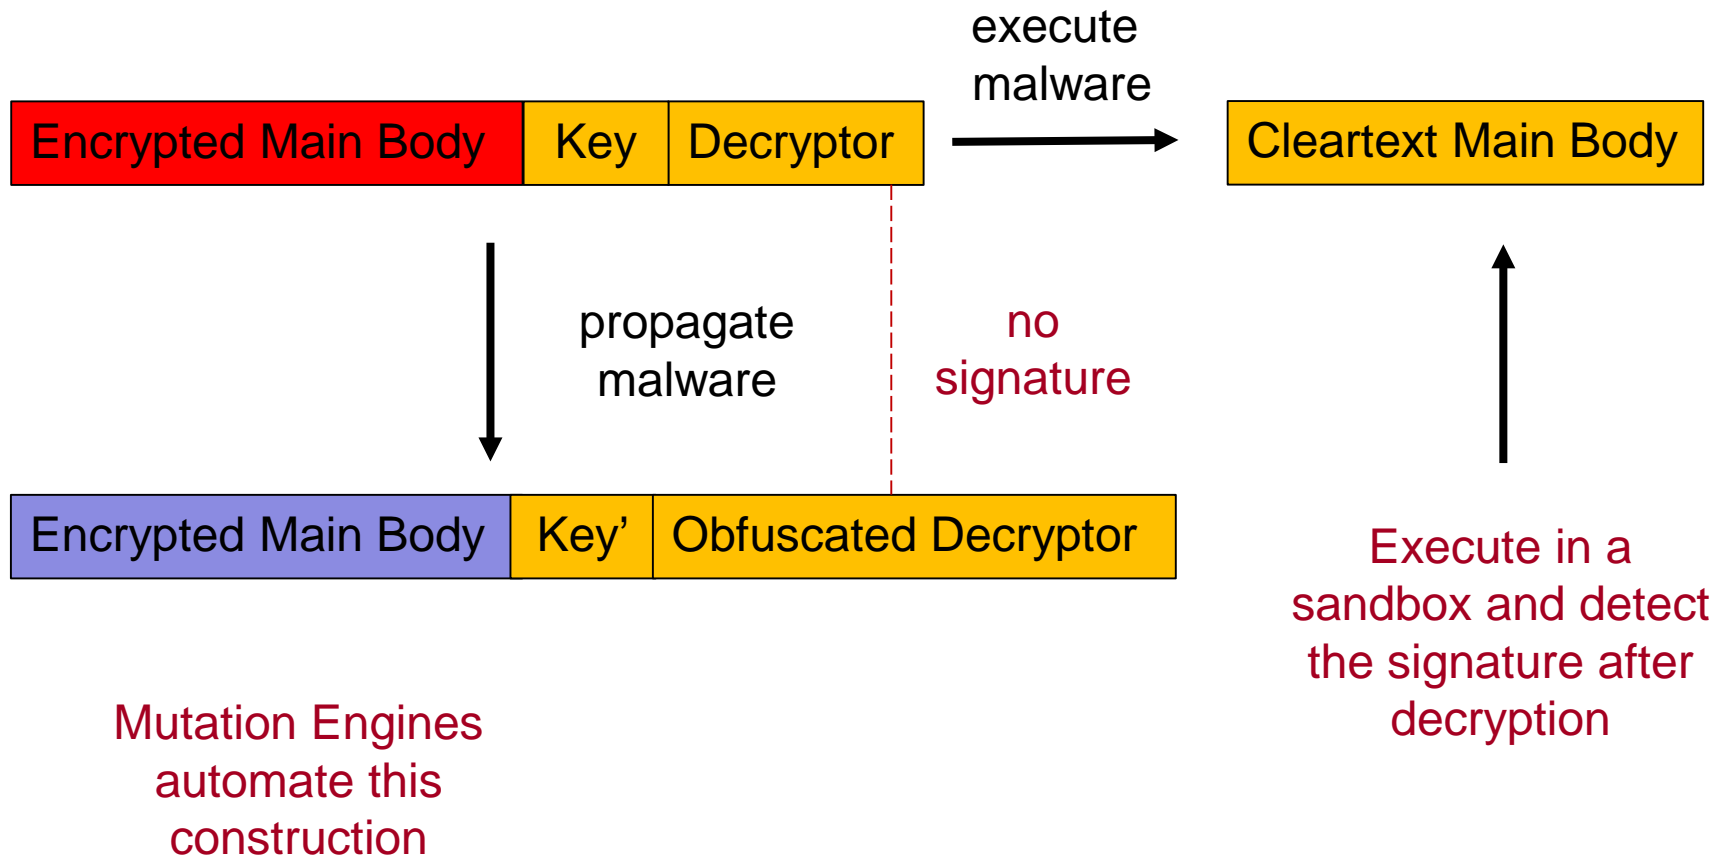 execute
malware
Encrypted Main Body
Key
Decryptor
Cleartext Main Body
propagate
malware
no
signature
Encrypted Main Body
Key’
Obfuscated Decryptor
Execute in a
sandbox and detect
the signature after
decryption
Mutation Engines
automate this
construction